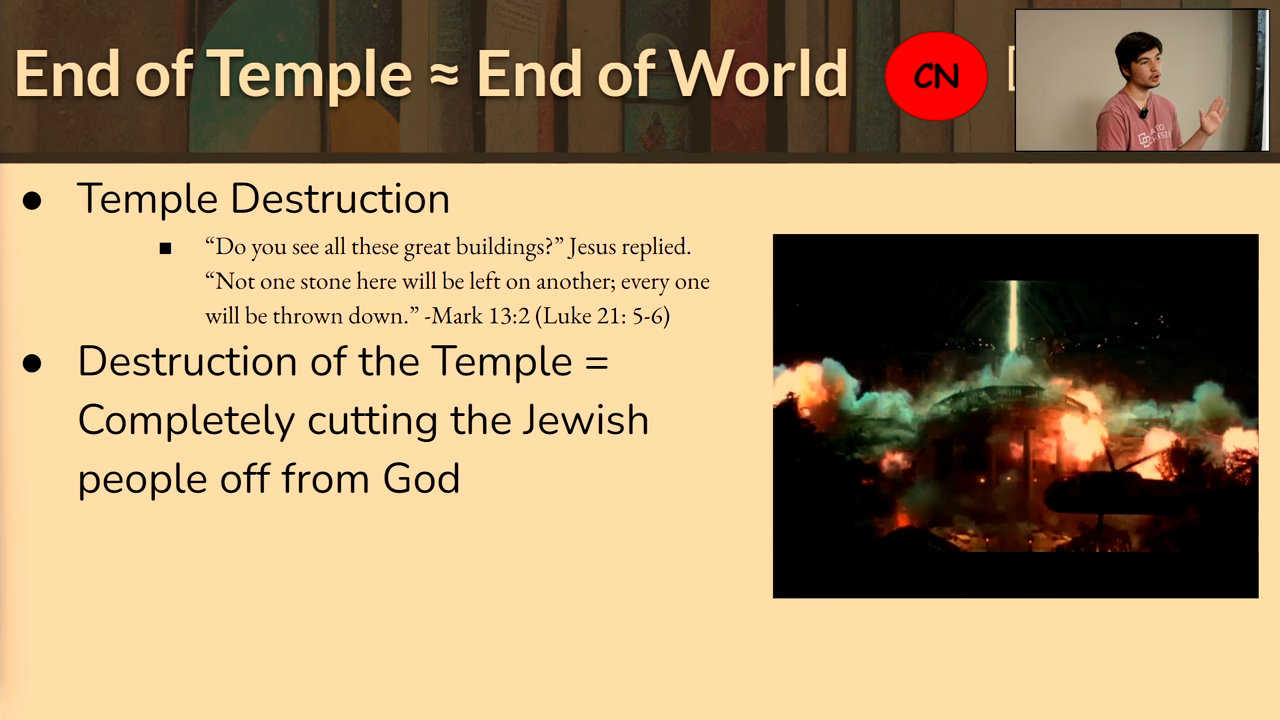 End of Temple ≈ End of World
CN
● Temple Destruction
■ “Do you see all these great buildings?” Jesus replied.
“Not one stone here will be left on another; every one
will be thrown down.” -Mark 13:2 (Luke 21: 5-6)
● Destruction of the Temple =
Completely cutting the Jewish
people off from God